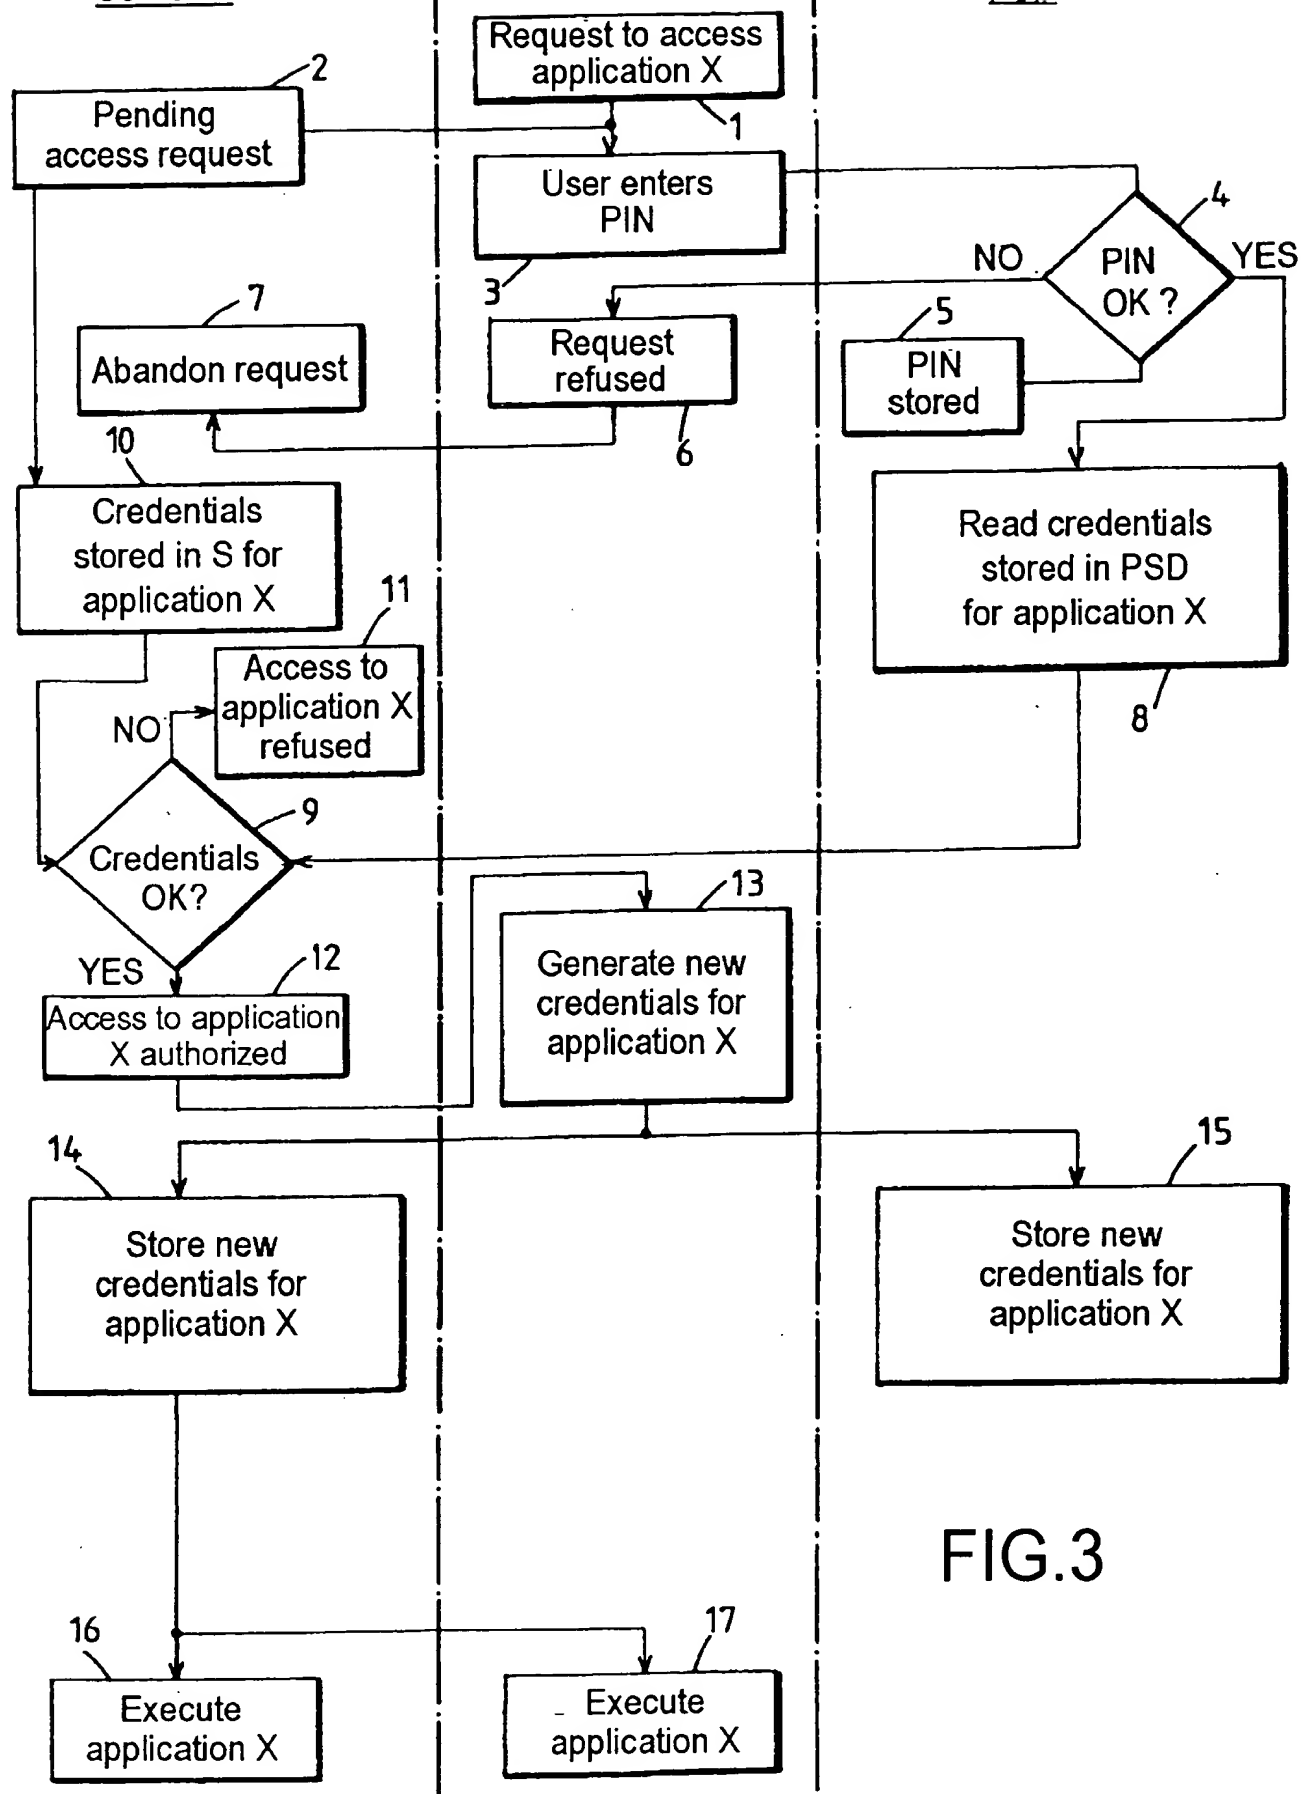 Request to access
application X
1
2
Pending
access request
User enters
PIN
3
4
PIN
OK ?
NO
YES
5
PIN
stored
Request
refused
6
7
Abandon request
10
Credentials
stored in S for
application X
Read credentials
stored in PSD
for application X
8
11
Access to
application X
refused
NO
9
Credentials
OK?
YES
12
Access to application
X authorized
13
Generate new
credentials for
application X
14
Store new
credentials for
application X
15
Store new
credentials for
application X
16
Execute
application X
17
Execute
application X
FIG.3